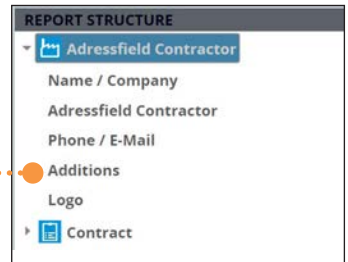 REPORT STRUCTURE
Adressfield Contractor
Name / Company
Adressfield Contractor
Phone / E-Mail
Additions
Logo
Contract